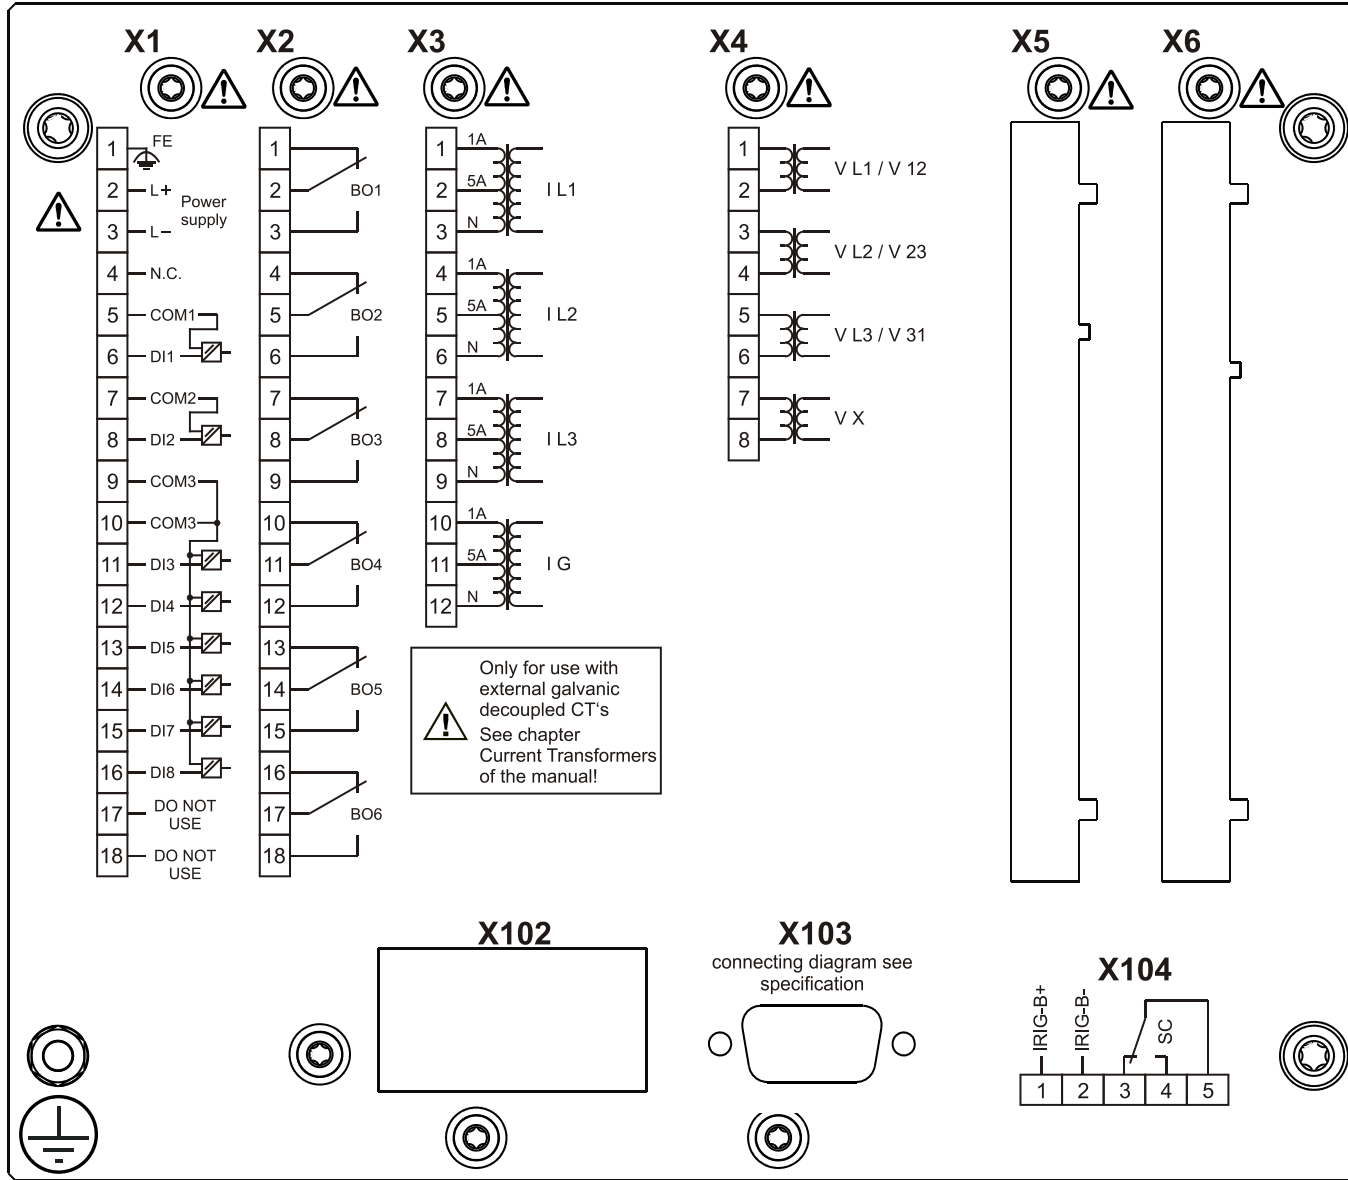 X1
X2
X3
X4
X5
X6
1 FE
2 L+
Power
supply
3 L–
4 N.C.
5 COM1
6 DI1
7 COM2
8 DI2
9 COM3
10 COM3
11 DI3
12 DI4
13 DI5
14 DI6
15 DI7
16 DI8
17 DO NOT
USE
18 DO NOT
USE
1
2 BO1
3
4
5 BO2
6
7
8 BO3
9
10
11 BO4
12
13
14 BO5
15
16
17 BO6
18
1 1A
2 5A I L1
3 N
4 1A
5 5A I L2
6 N
7 1A
8 5A I L3
9 N
10 1A
11 5A I G
12 N
1
V L1 / V 12
2
3
V L2 / V 23
4
5
V L3 / V 31
6
7
V X
8
Only for use with
external galvanic
decoupled CT‘s
See chapter
Current Transformers
of the manual!
X102
X103
connecting diagram see
specification
X104
IRIG-B+
IRIG-B-
SC
1 2 3 4 5